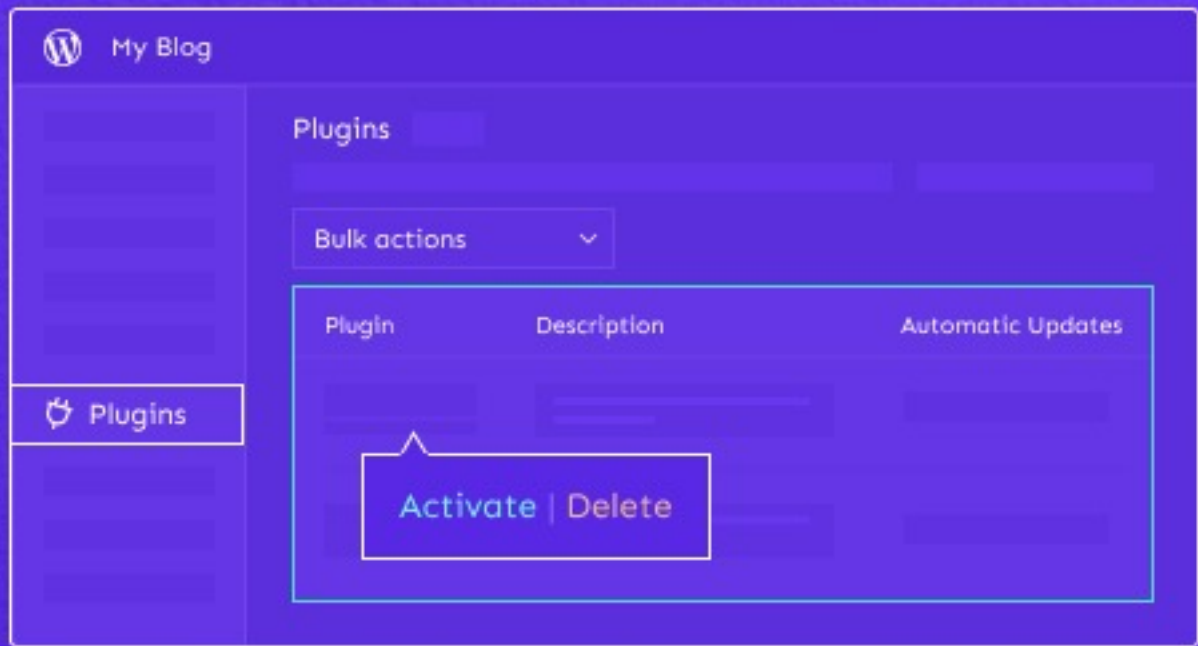 My Blog
Plugins
Bulk actions
Plugin Description Automatic Updates
Plugins
Activate | Delete